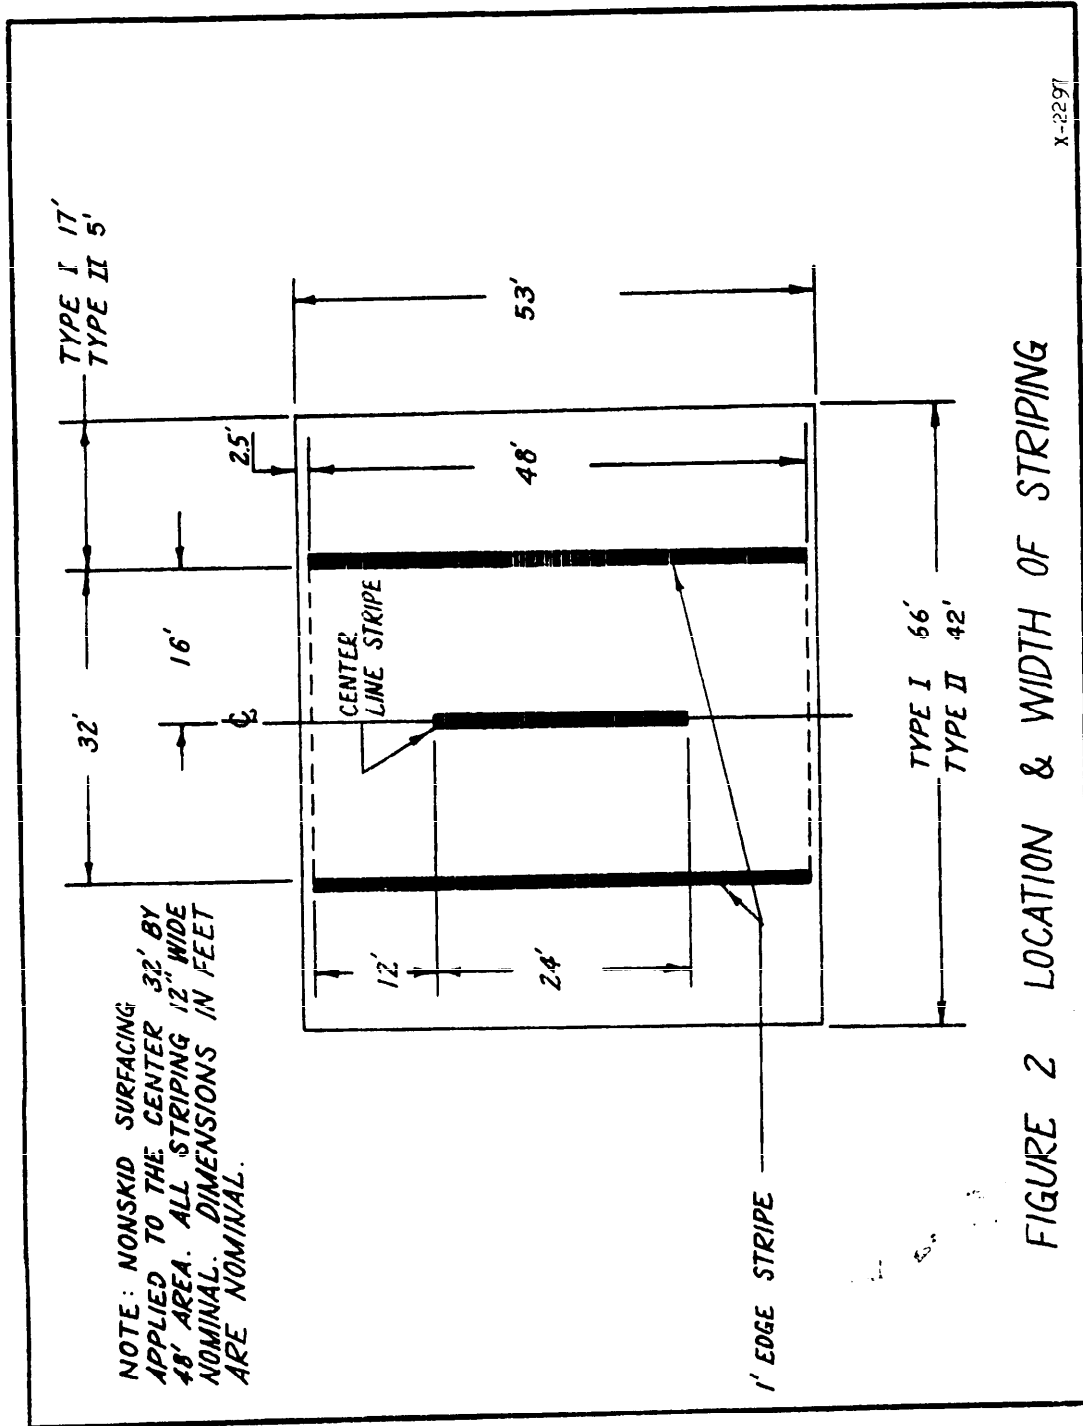 NOTE: NONSKID SURFACING
APPLIED TO THE CENTER 32' BY
48' AREA. ALL STRIPING 12" WIDE
NOMINAL. DIMENSIONS IN FEET
ARE NOMINAL.
32'
16'
TYPE I 17'
TYPE II 5'
℄
2.5'
CENTER
LINE STRIPE
12'
24'
48'
53'
1' EDGE STRIPE
TYPE I 66'
TYPE II 42'
FIGURE 2 LOCATION & WIDTH OF STRIPING
X-2297